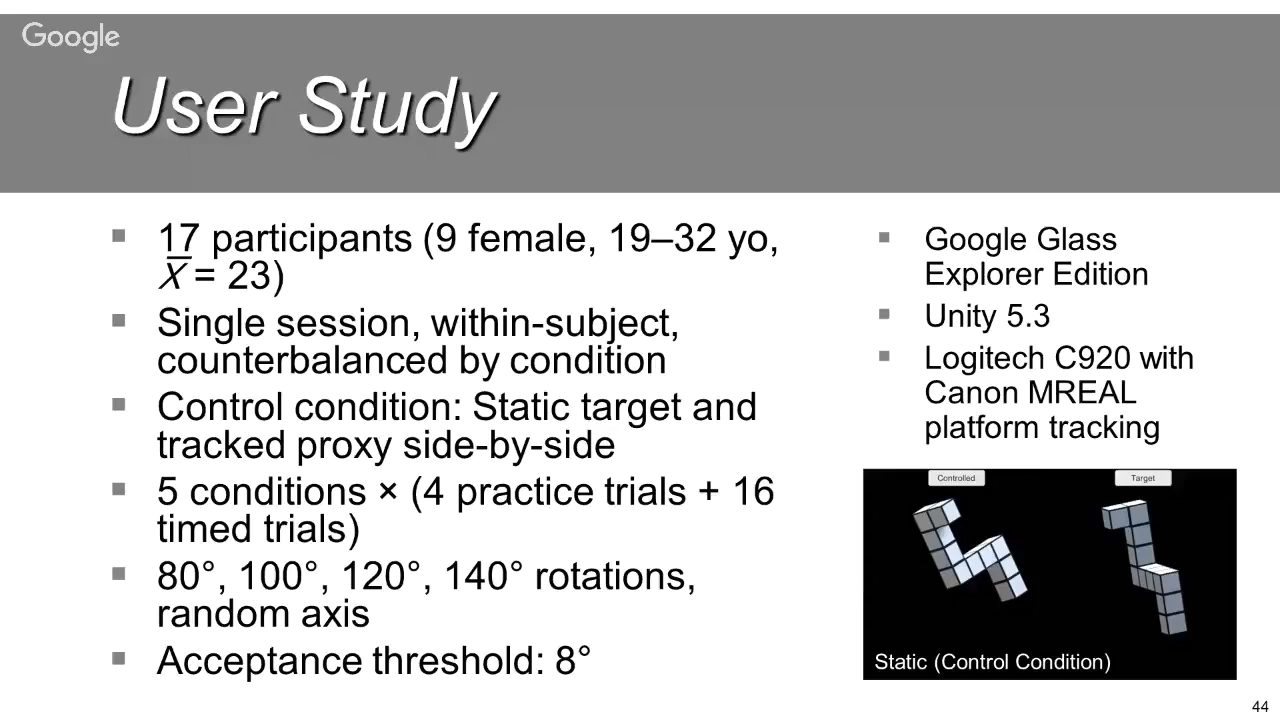 Google
User Study
17 participants (9 female, 19–32 yo,
X̅ = 23)
Single session, within-subject,
counterbalanced by condition
Control condition: Static target and
tracked proxy side-by-side
5 conditions × (4 practice trials + 16
timed trials)
80°, 100°, 120°, 140° rotations,
random axis
Acceptance threshold: 8°
Google Glass
Explorer Edition
Unity 5.3
Logitech C920 with
Canon MREAL
platform tracking
Controlled
Target
Static (Control Condition)
44